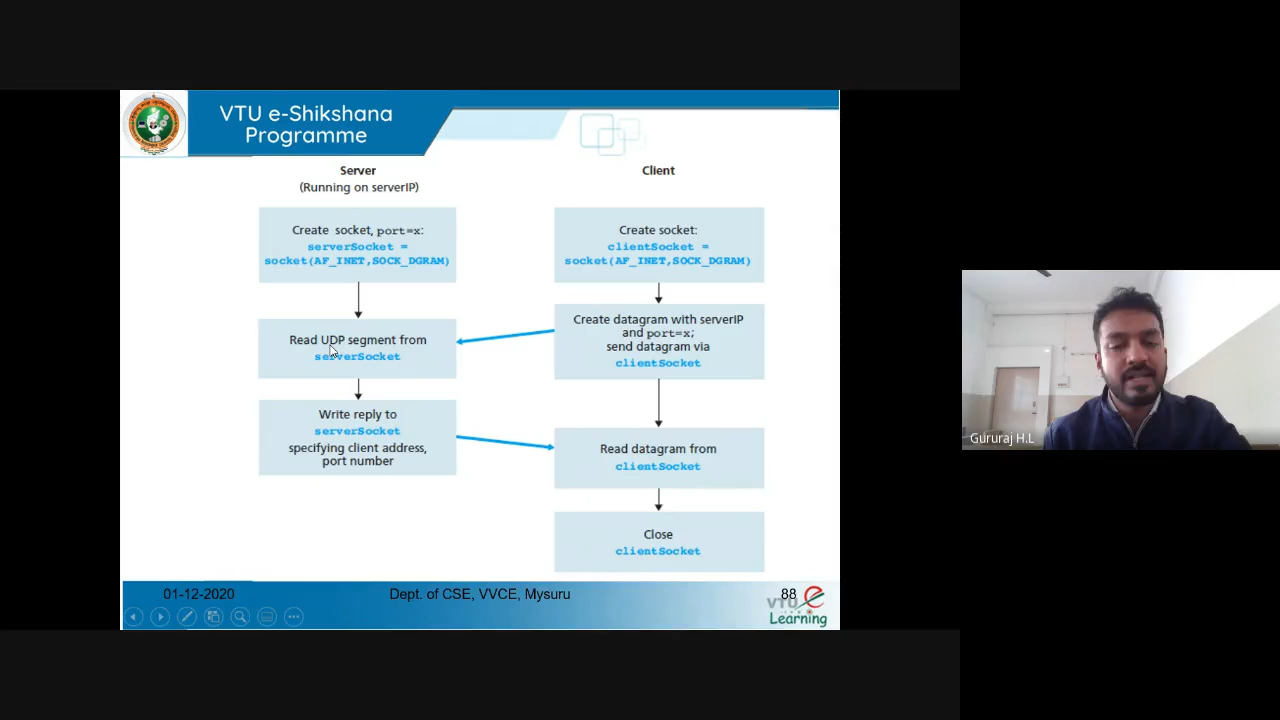 VTU e-Shikshana
Programme
Server
(Running on serverIP)
Create socket, port=x:
serverSocket =
socket(AF_INET,SOCK_DGRAM)
Read UDP segment from
serverSocket
Write reply to
serverSocket
specifying client address,
port number
Client
Create socket:
clientSocket =
socket(AF_INET,SOCK_DGRAM)
Create datagram with serverIP
and port=x;
send datagram via
clientSocket
Read datagram from
clientSocket
Close
clientSocket
01-12-2020
Dept. of CSE, VVCE, Mysuru
88
VTU e
Learning
Gururaj H.L